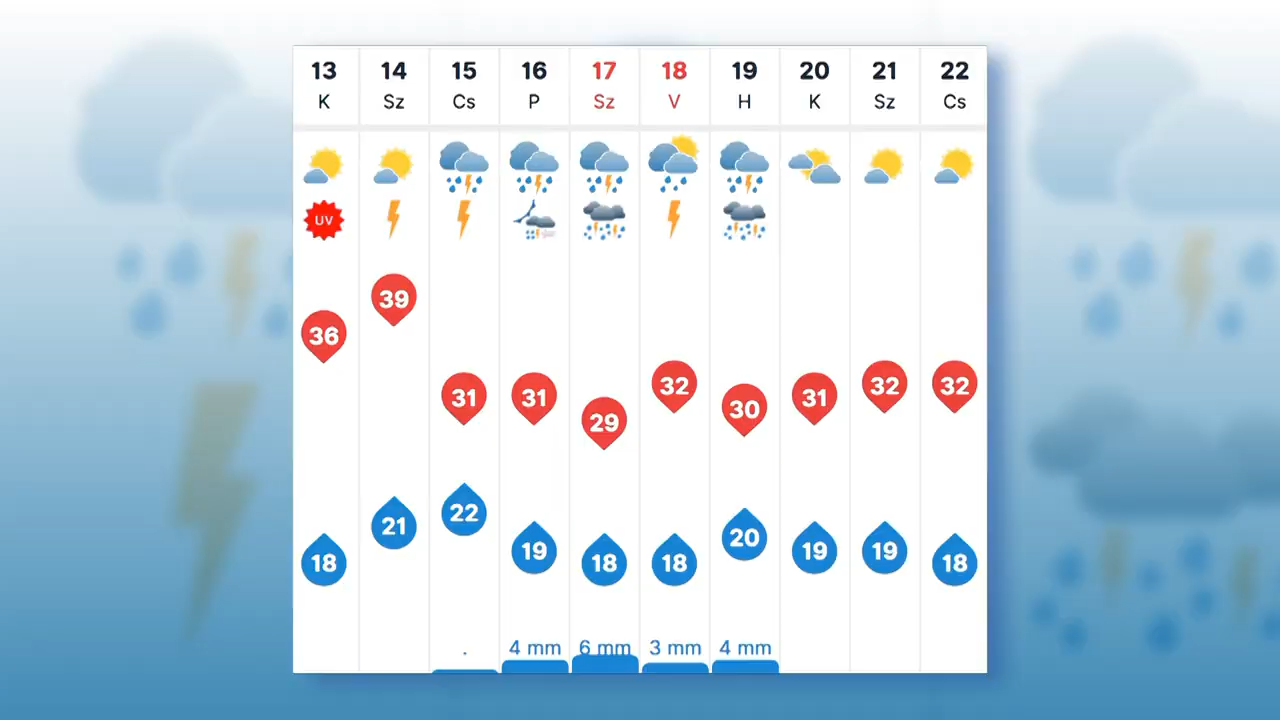 13 14 15 16 17 18 19 20 21 22
K Sz Cs P Sz V H K Sz Cs
UV
36 39 31 31 29 32 30 31 32 32
18 21 22 19 18 18 20 19 19 18
. 4 mm 6 mm 3 mm 4 mm